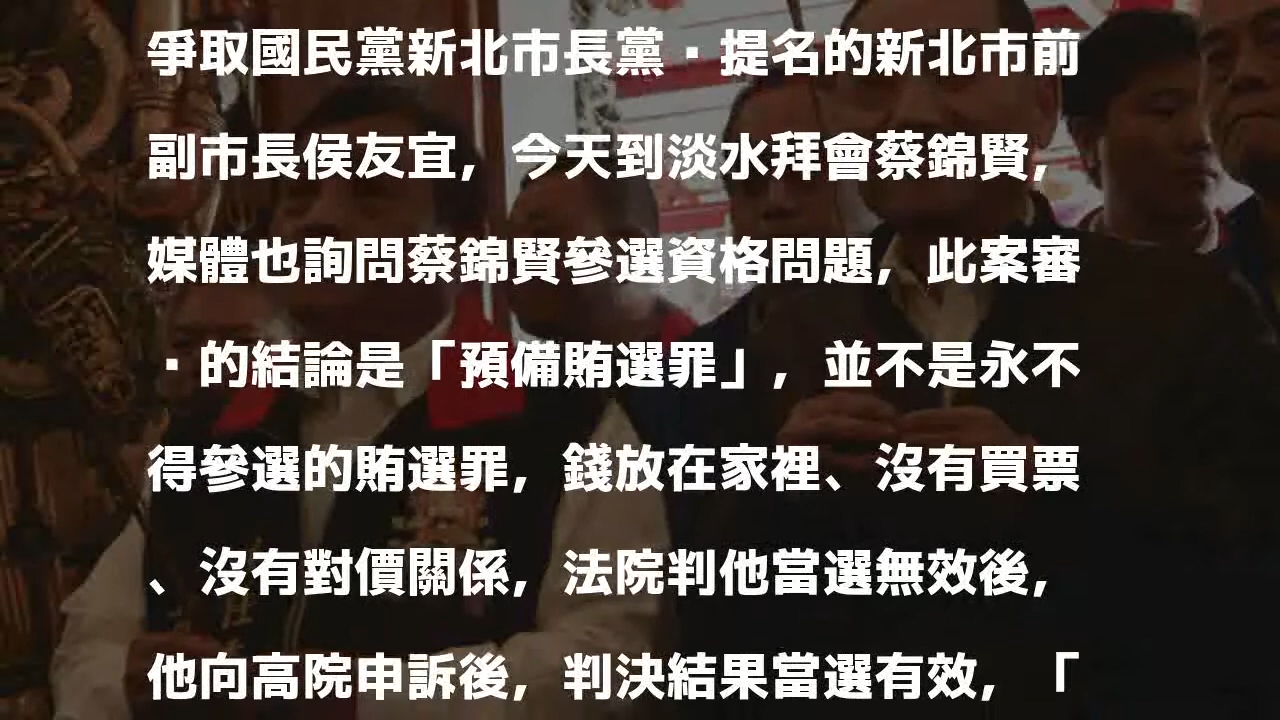 爭取國民黨新北市長黨·提名的新北市前
副市長侯友宜，今天到淡水拜會蔡錦賢，
媒體也詢問蔡錦賢參選資格問題，此案審
·的結論是「預備賄選罪」，並不是永不
得參選的賄選罪，錢放在家裡、沒有買票
、沒有對價關係，法院判他當選無效後，
他向高院申訴後，判決結果當選有效，「